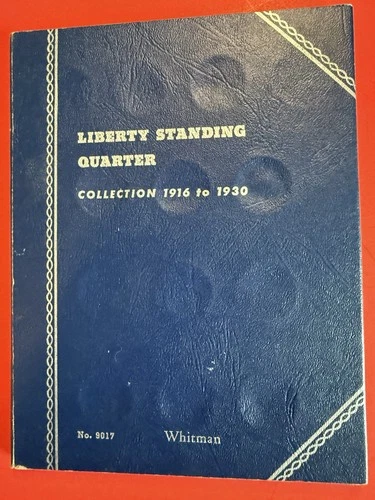 LIBERTY STANDING
QUARTER
COLLECTION 1916 to 1930
No. 9017 Whitman